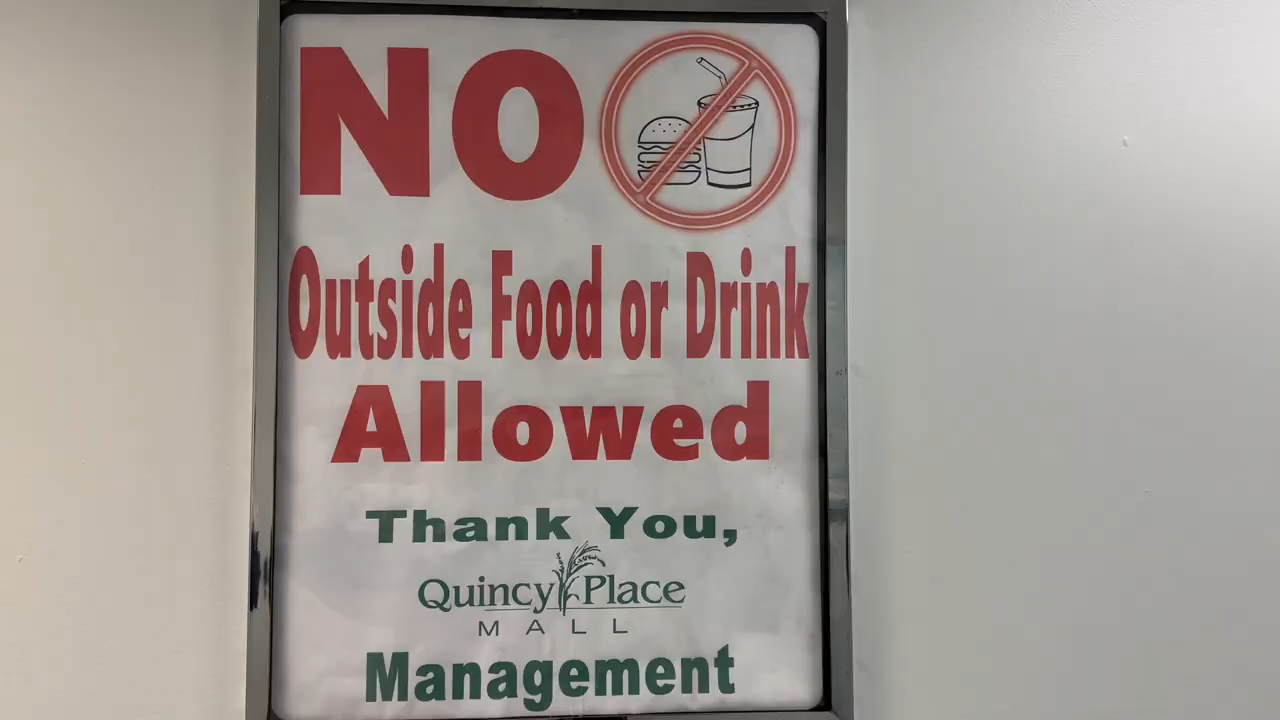 NO
Outside Food or Drink
Allowed
Thank You,
Quincy Place
MALL
Management